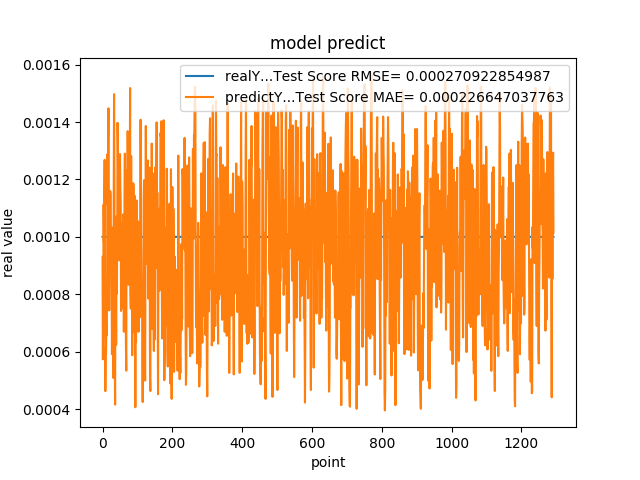 model predict
realY...Test Score RMSE= 0.000270922854987
predictY...Test Score MAE= 0.000226647037763
real value
0.0016
0.0014
0.0012
0.0010
0.0008
0.0006
0.0004
0 200 400 600 800 1000 1200
point